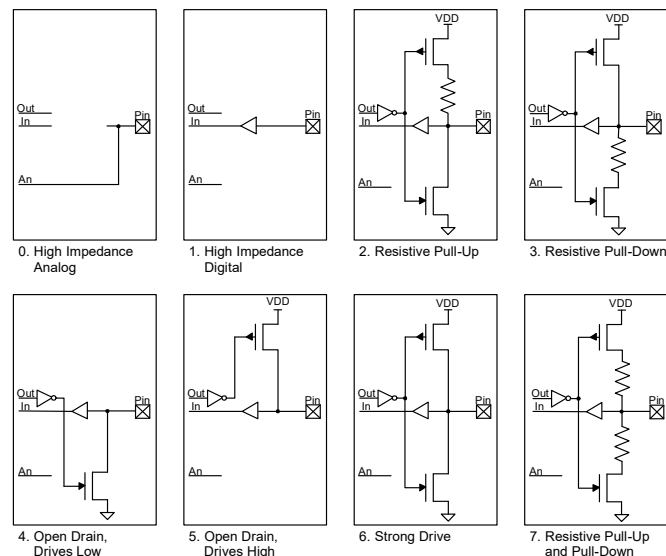 Out
In
Pin
An
0. High Impedance
Analog
Out
In
Pin
An
1. High Impedance
Digital
VDD
Out
In
Pin
An
2. Resistive Pull-Up
VDD
Out
In
Pin
An
3. Resistive Pull-Down
Out
In
Pin
An
4. Open Drain,
Drives Low
VDD
Out
In
Pin
An
5. Open Drain,
Drives High
VDD
Out
In
Pin
An
6. Strong Drive
VDD
Out
In
Pin
An
7. Resistive Pull-Up
and Pull-Down